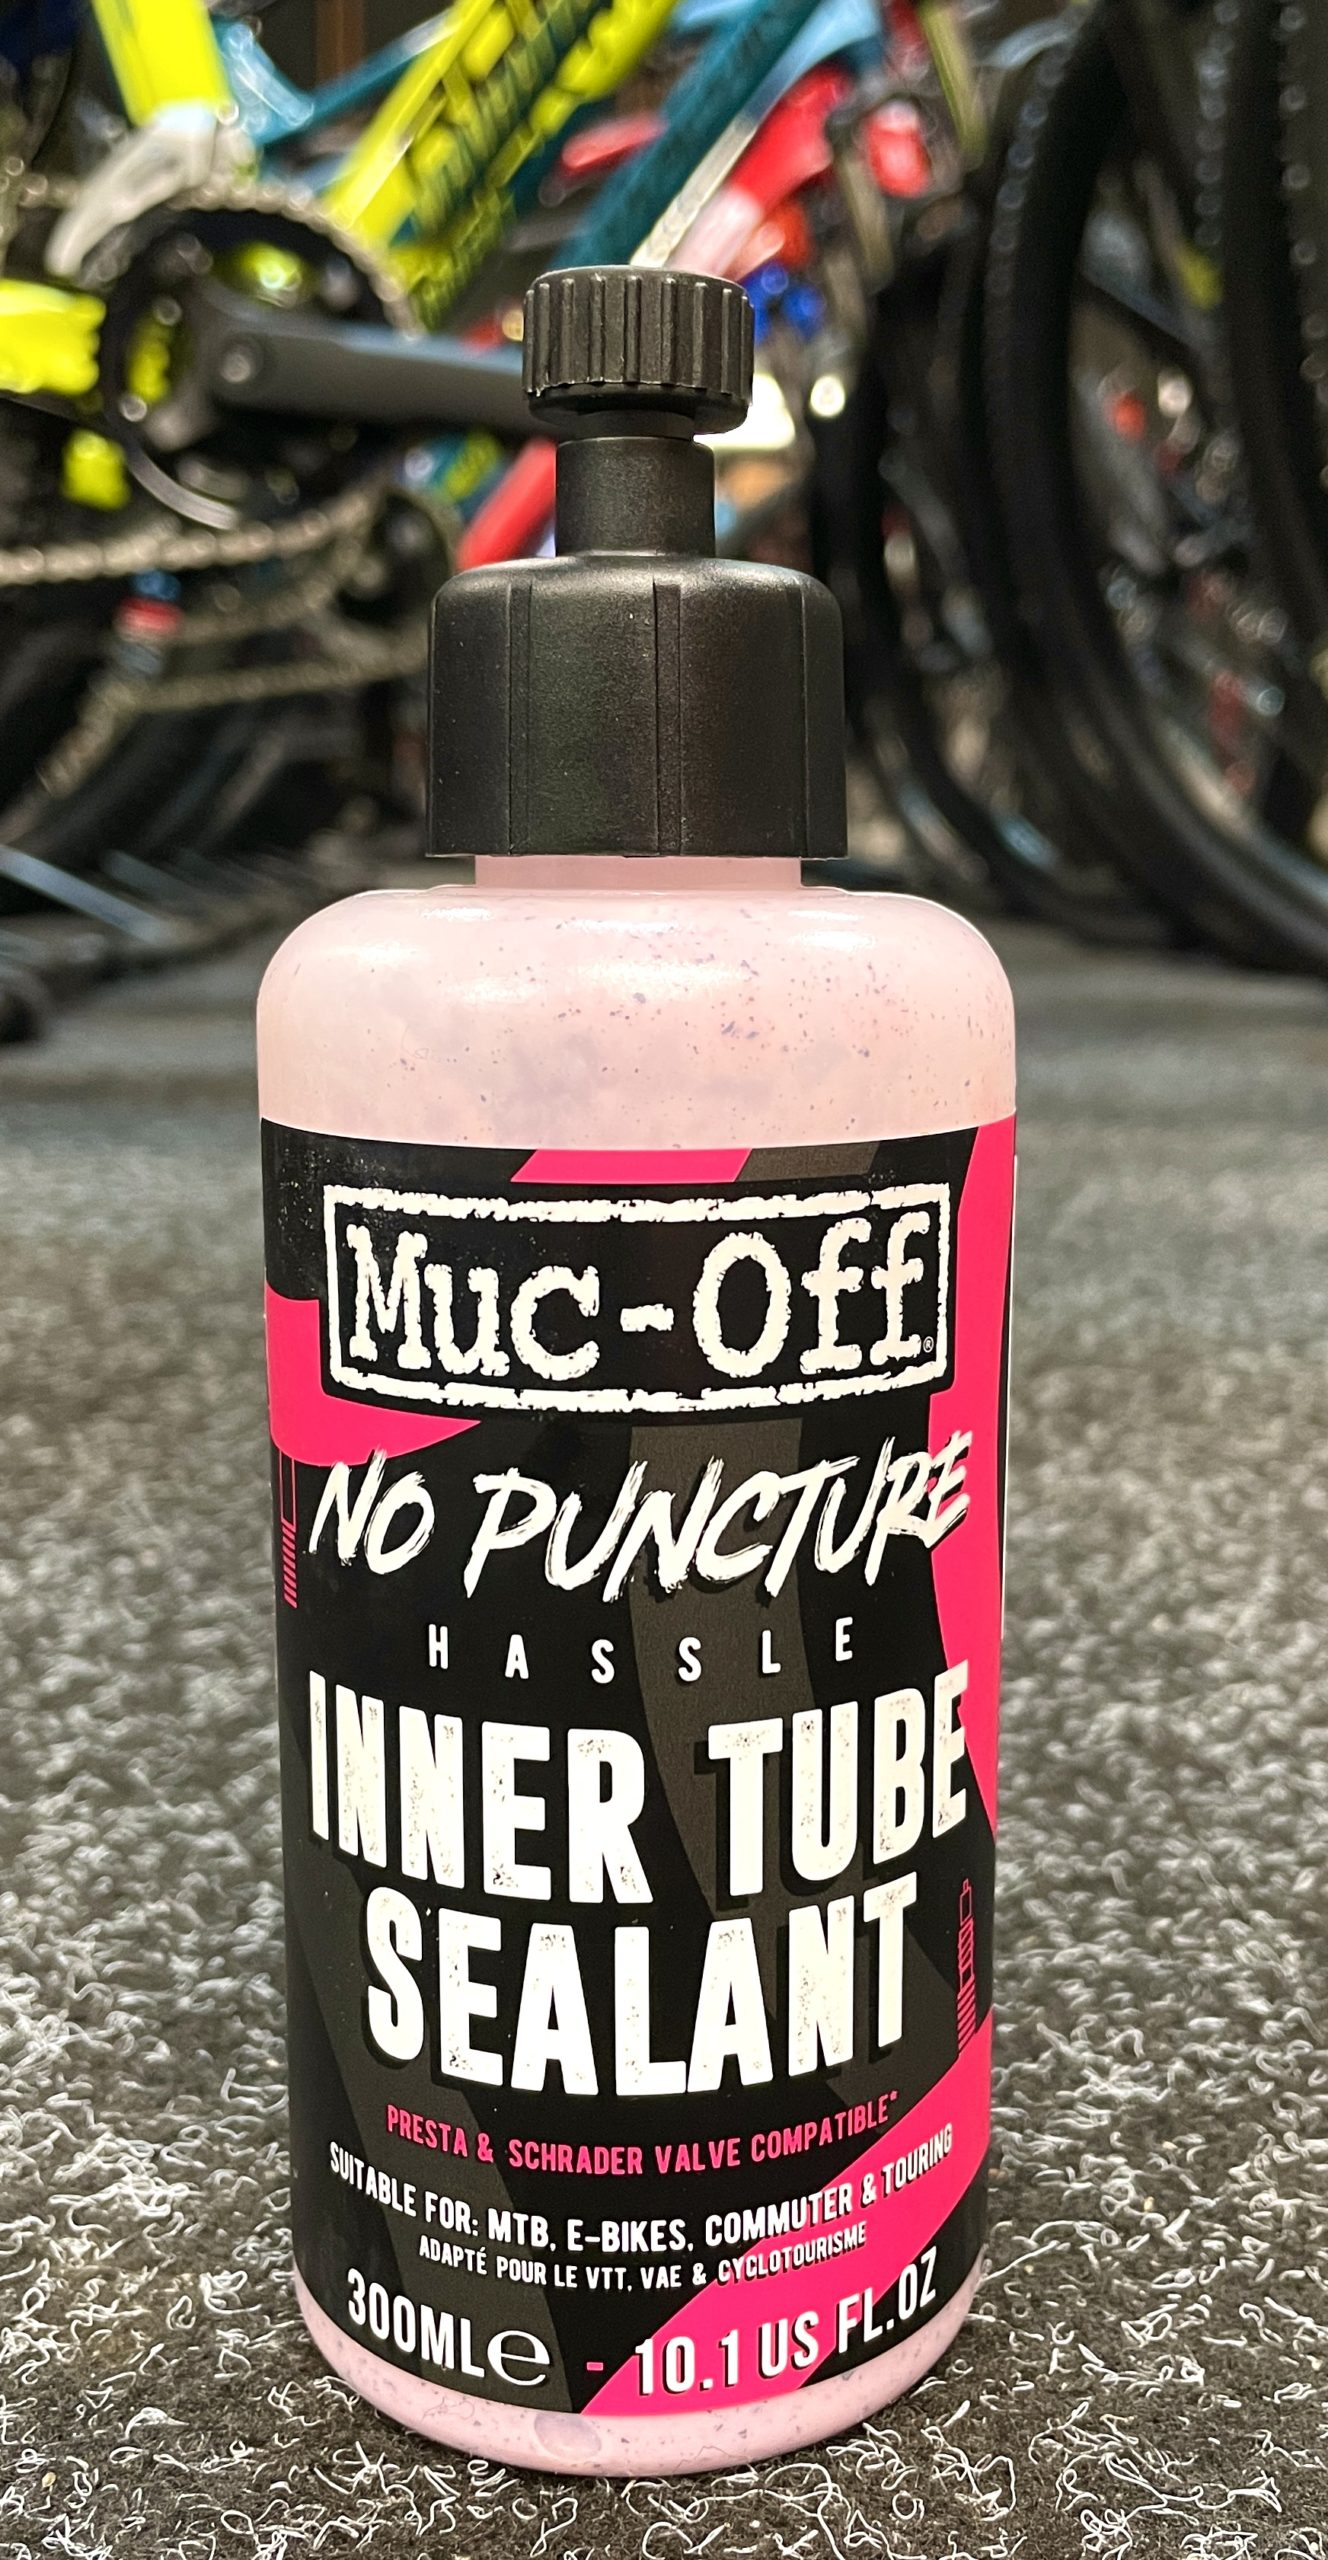 Muc-Off®
NO PUNCTURE
HASSLE
INNER TUBE
SEALANT
PRESTA & SCHRADER VALVE COMPATIBLE*
SUITABLE FOR: MTB, E-BIKES, COMMUTER & TOURING
ADAPTÉ POUR LE VTT, VAE & CYCLOTOURISME
300ML℮ - 10.1 US FL.OZ